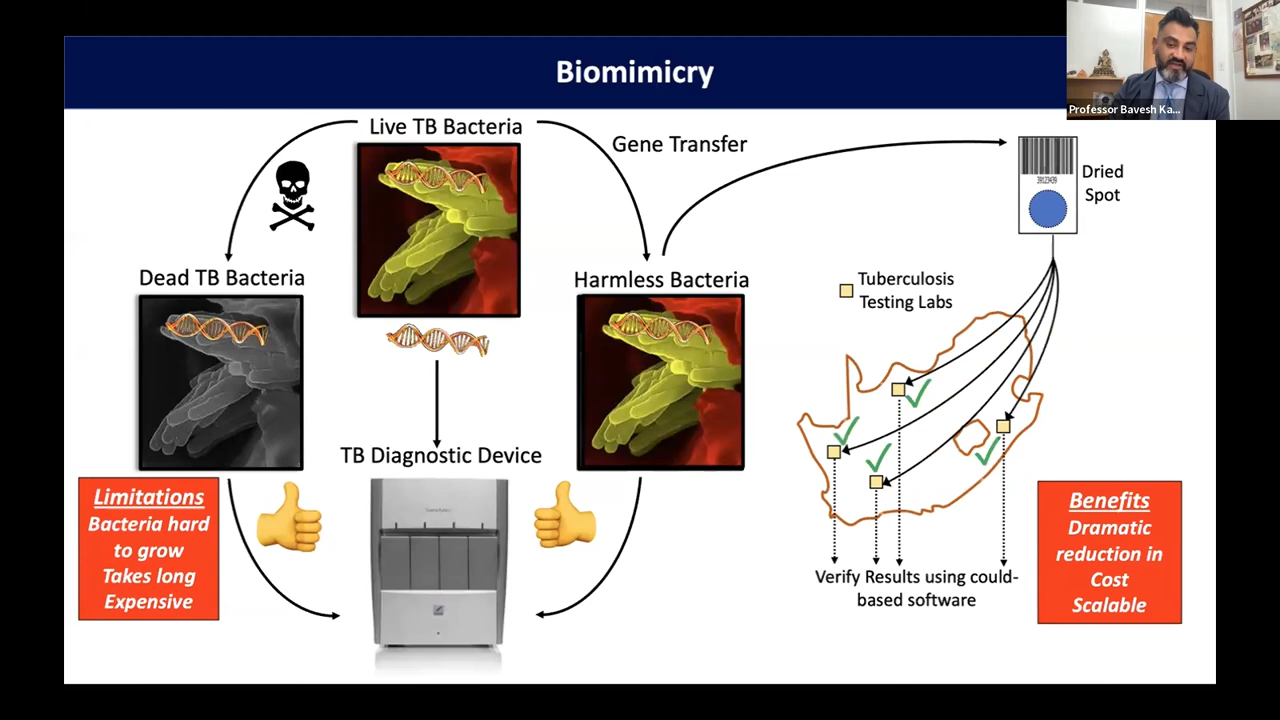 Biomimicry
Professor Bavesh Ka...
Live TB Bacteria
Gene Transfer
Dried
Spot
Dead TB Bacteria
Harmless Bacteria
Tuberculosis
Testing Labs
TB Diagnostic Device
Limitations
Bacteria hard
to grow
Takes long
Expensive
Verify Results using could-
based software
Benefits
Dramatic
reduction in
Cost
Scalable